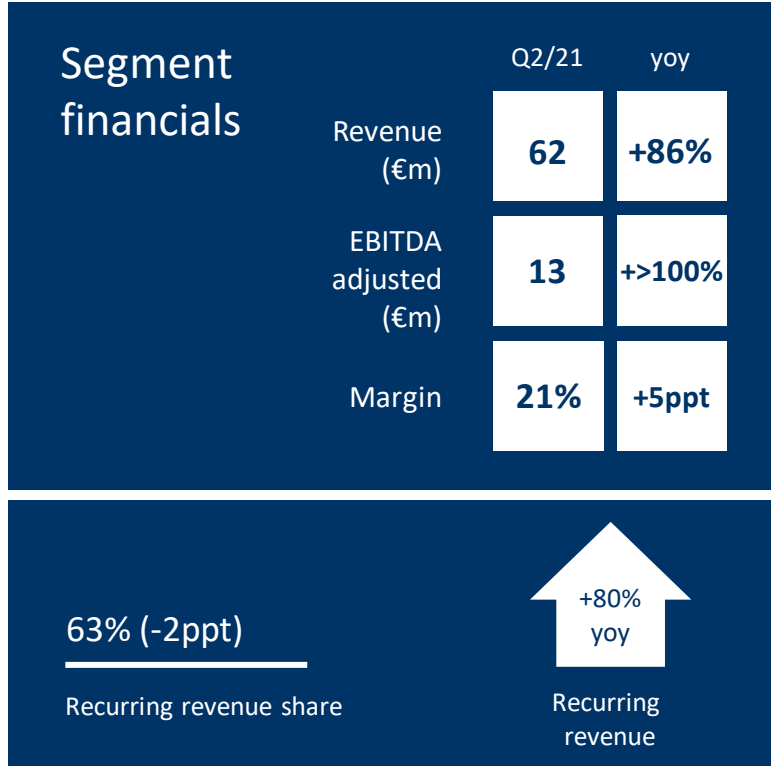 Segment
financials
Q2/21 yoy
Revenue
(€m)
62 +86%
EBITDA
adjusted
(€m)
13 +>100%
Margin 21% +5ppt
63% (-2ppt)
Recurring revenue share
+80%
yoy
Recurring
revenue